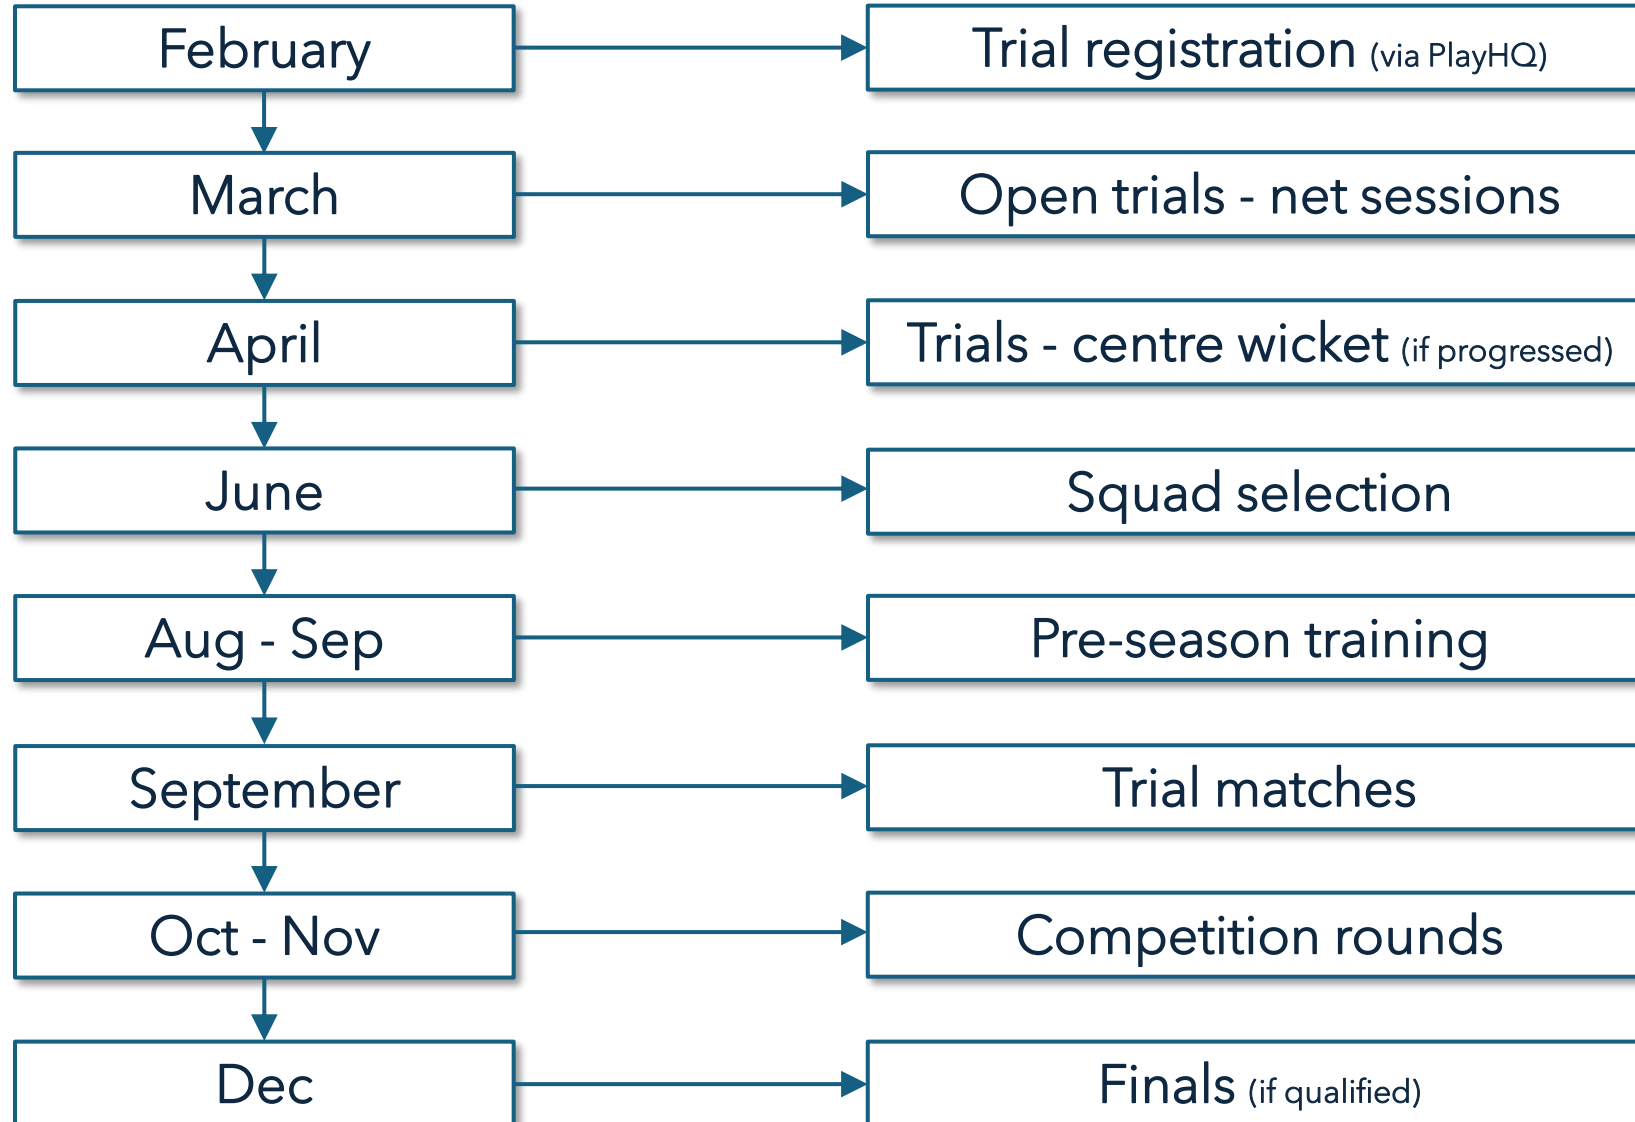 February
Trial registration (via PlayHQ)
March
Open trials - net sessions
April
Trials - centre wicket (if progressed)
June
Squad selection
Aug - Sep
Pre-season training
September
Trial matches
Oct - Nov
Competition rounds
Dec
Finals (if qualified)